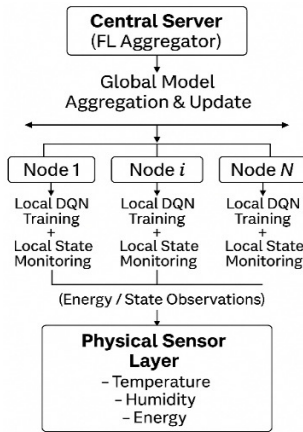 Central Server
(FL Aggregator)
Global Model
Aggregation & Update
Node 1
Node i
Node N
Local DQN
Training
+
Local State
Monitoring
Local DQN
Training
+
Local State
Monitoring
Local DQN
Training
+
Local State
Monitoring
(Energy / State Observations)
Physical Sensor
Layer
– Temperature
– Humidity
– Energy